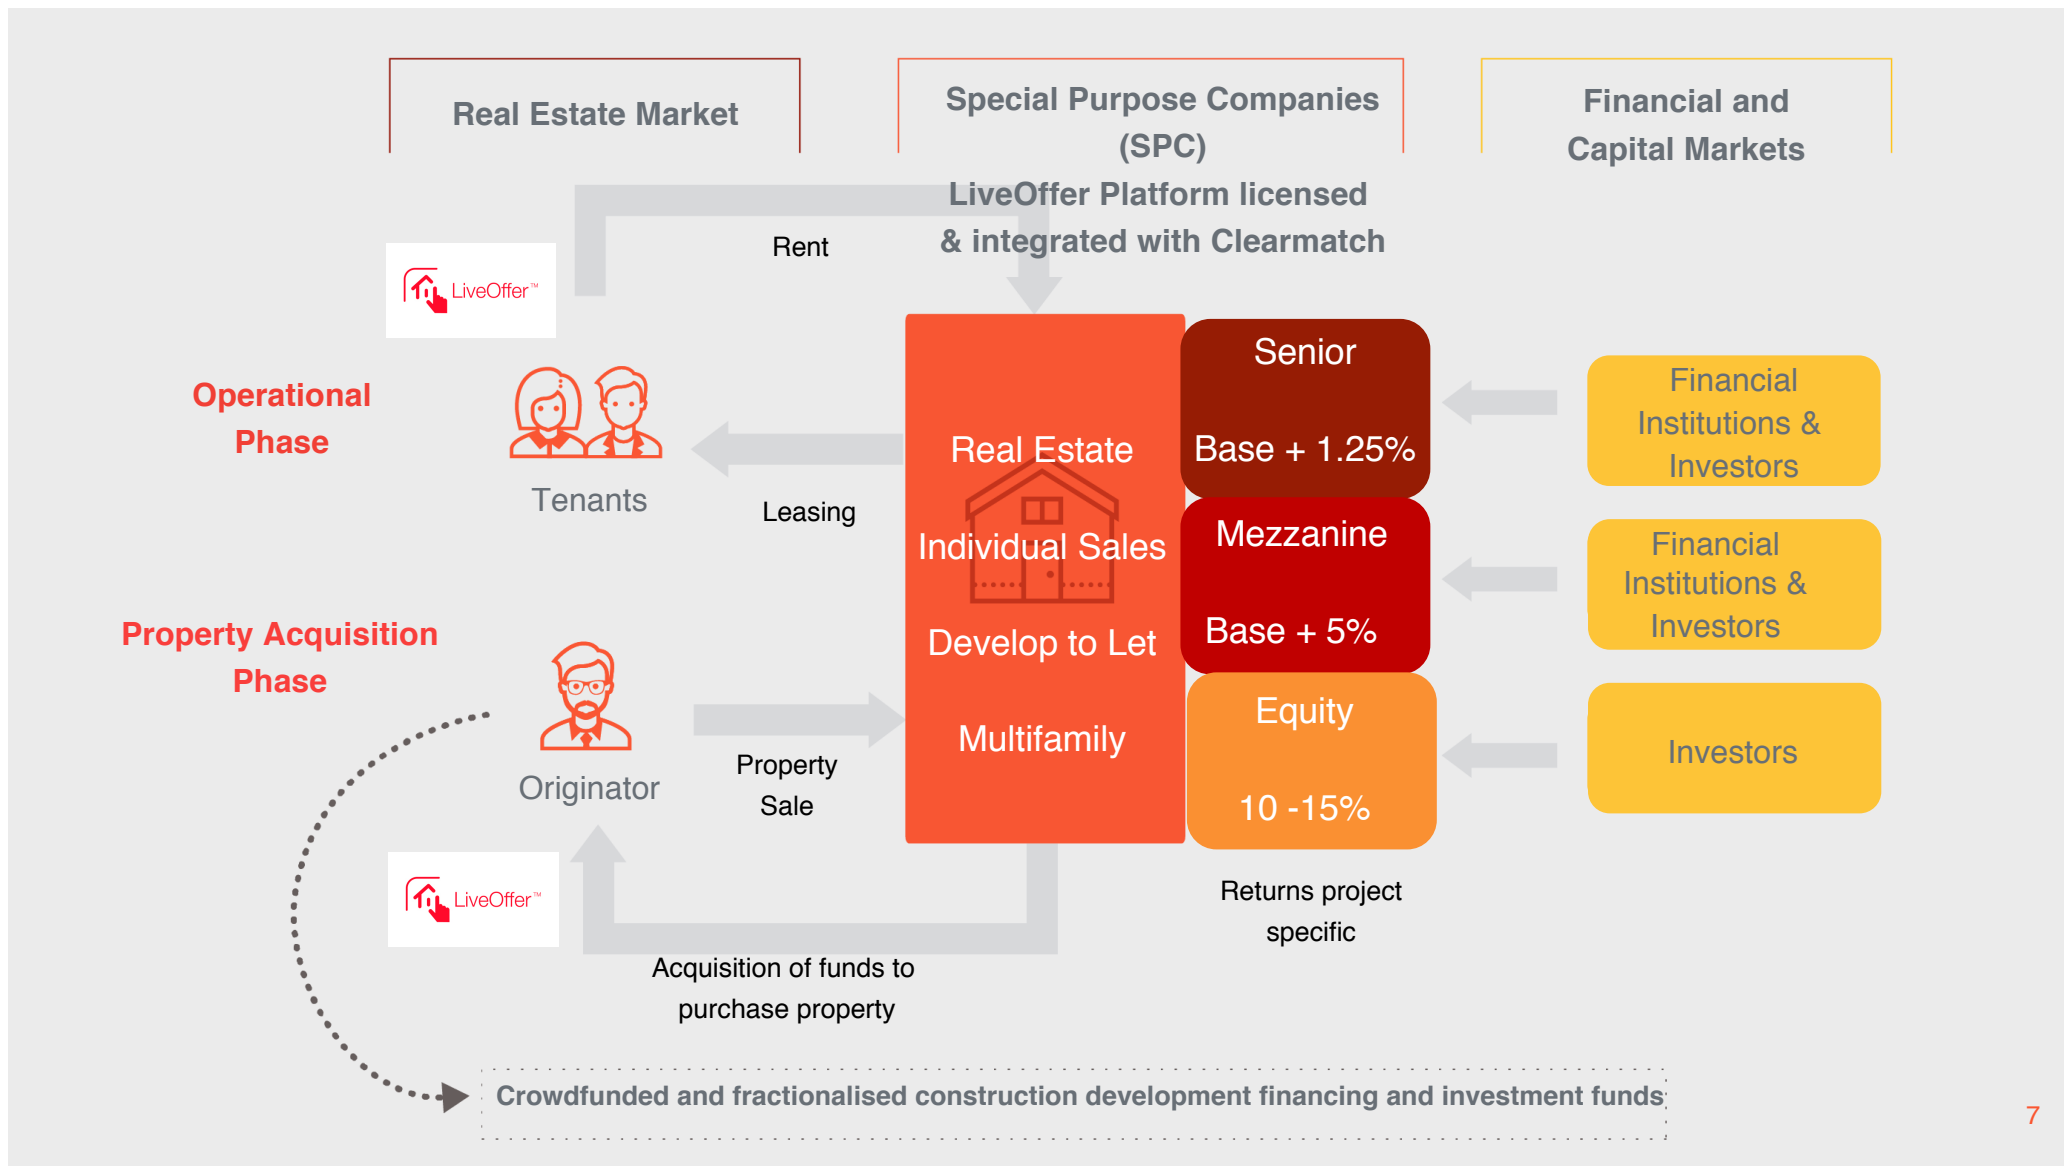 Real Estate Market
Special Purpose Companies
(SPC)
LiveOffer Platform licensed
& integrated with Clearmatch
Financial and
Capital Markets
Rent
LiveOffer™
Operational
Phase
Tenants
Leasing
Property Acquisition
Phase
Originator
Property
Sale
LiveOffer™
Acquisition of funds to
purchase property
Real Estate
Individual Sales
Develop to Let
Multifamily
Senior
Base + 1.25%
Mezzanine
Base + 5%
Equity
10 -15%
Returns project
specific
Financial
Institutions &
Investors
Financial
Institutions &
Investors
Investors
Crowdfunded and fractionalised construction development financing and investment funds
7